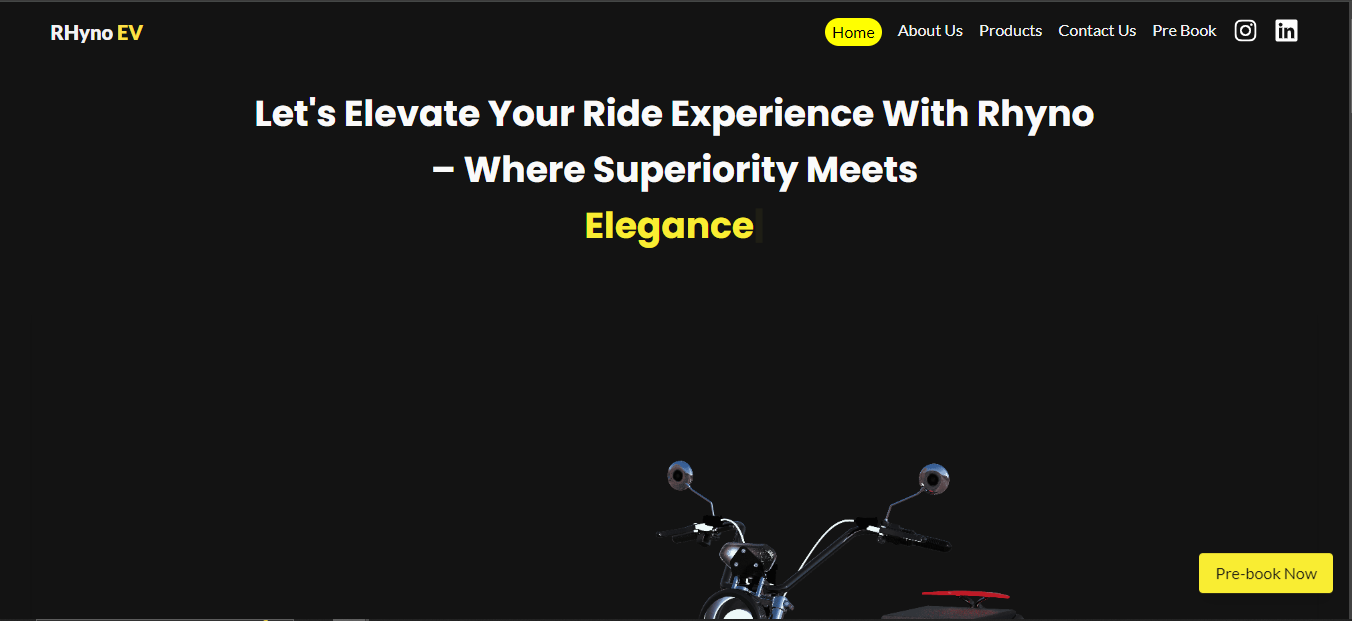 RHyno EV
Home About Us Products Contact Us Pre Book
Let's Elevate Your Ride Experience With Rhyno
– Where Superiority Meets
Elegance
Pre-book Now